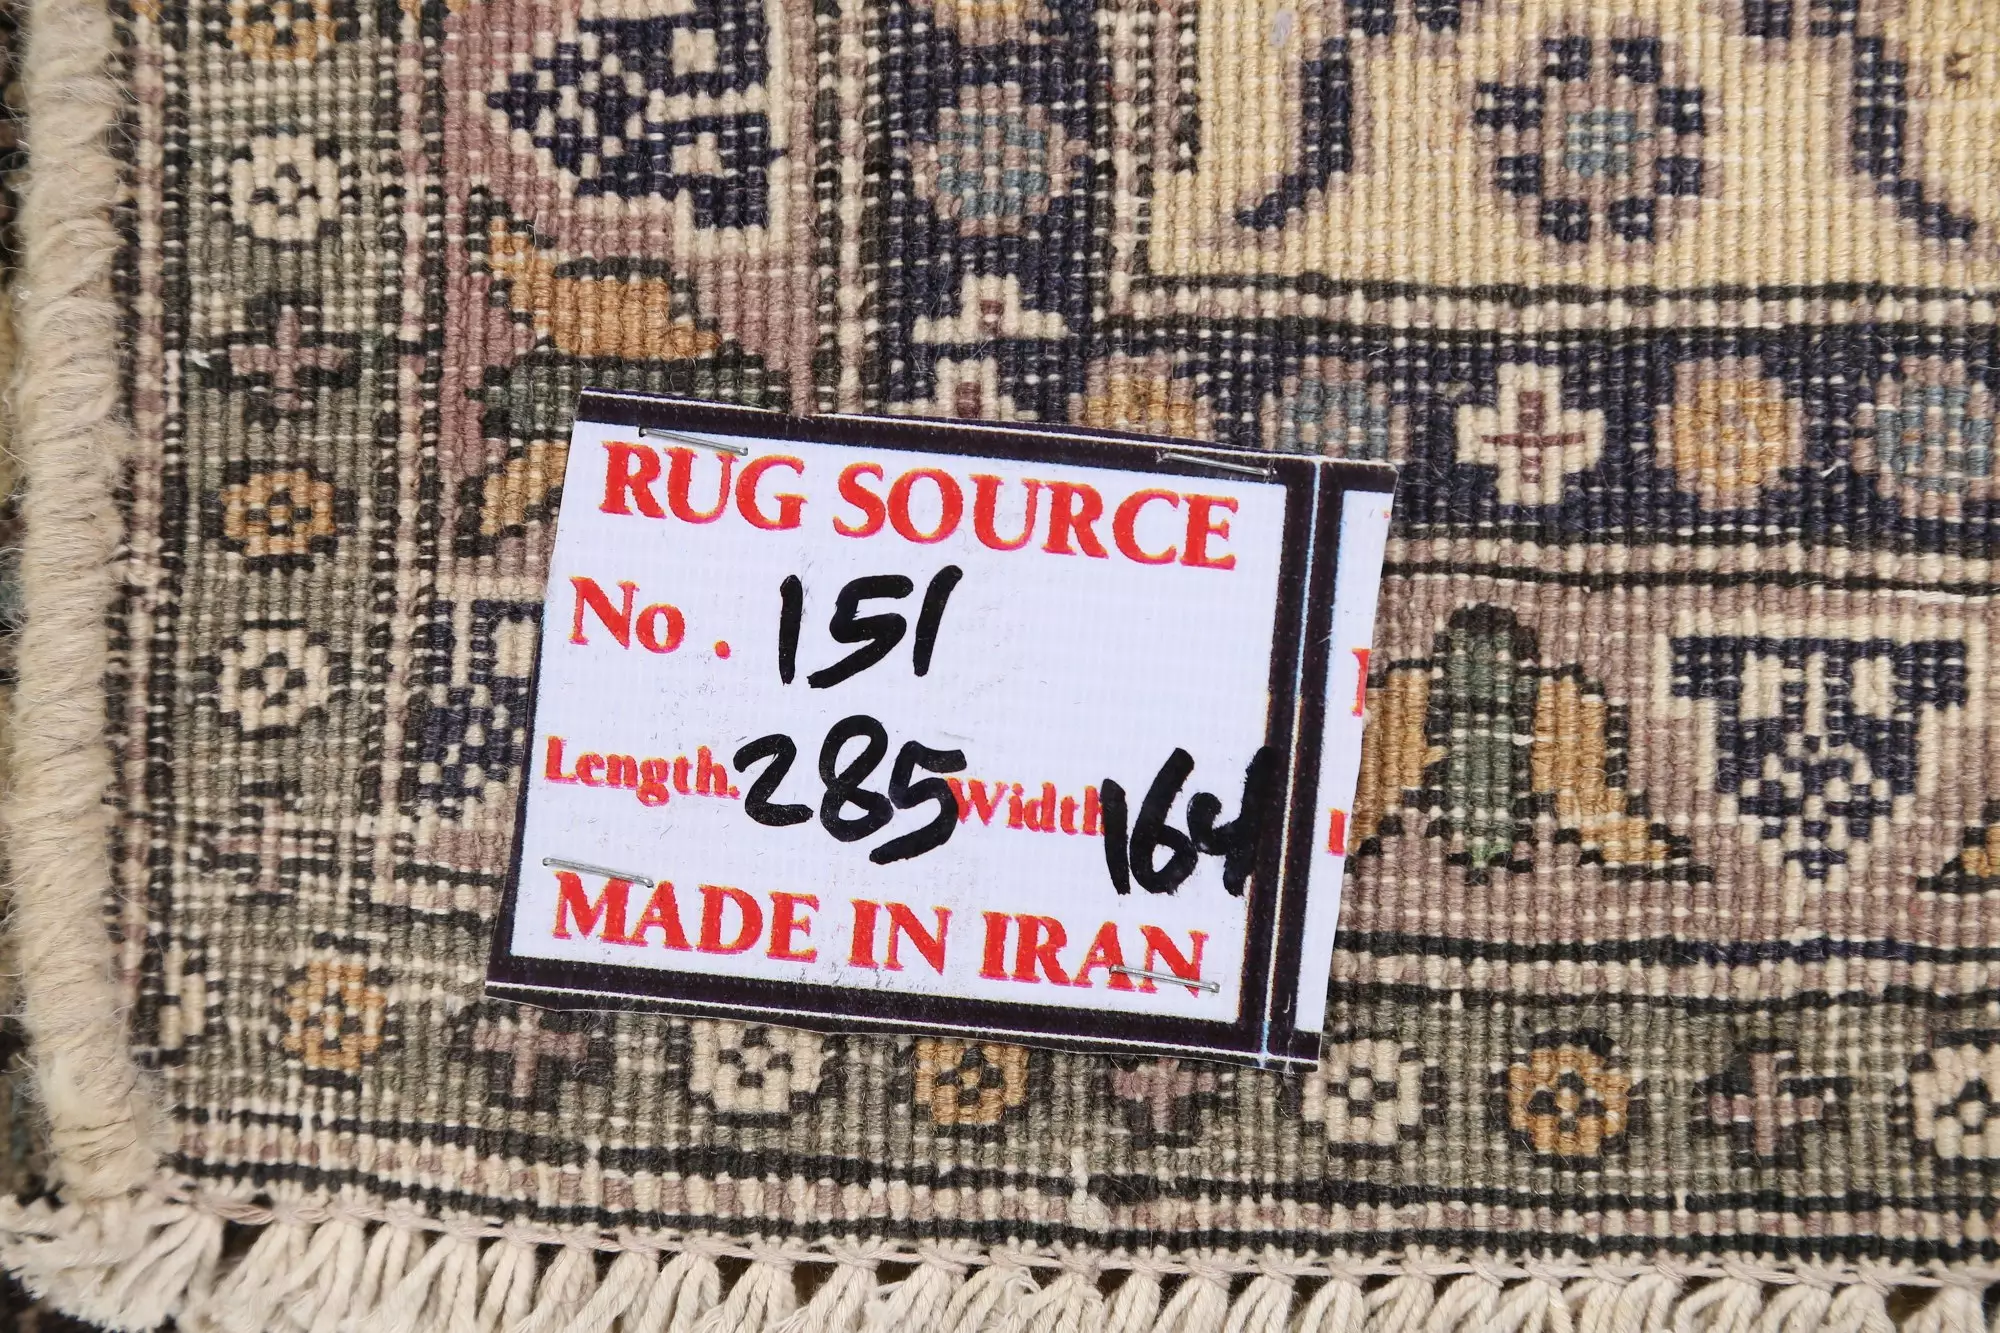 RUG SOURCE
No. 151
Length. 285 Width 164
MADE IN IRAN